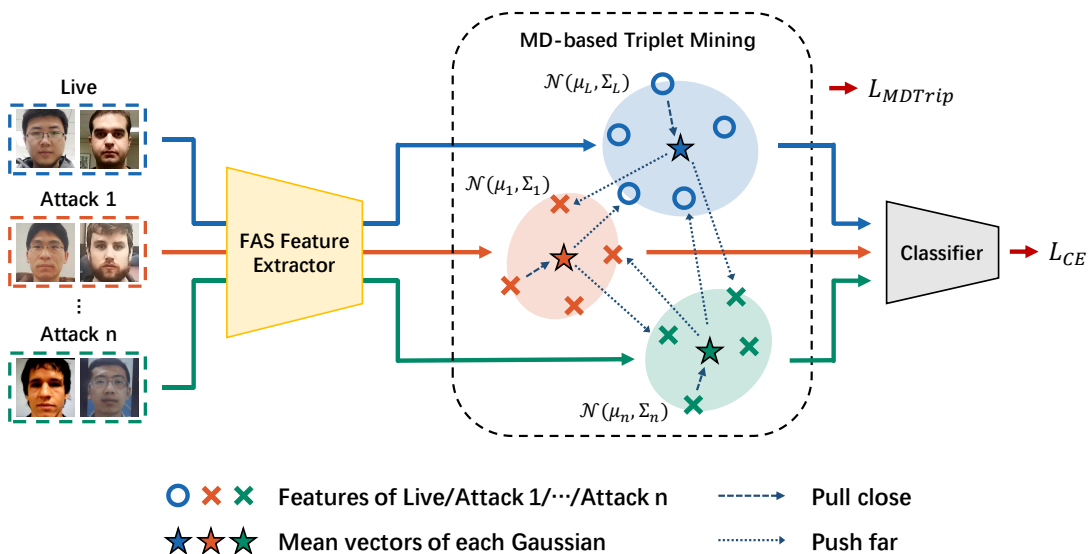 MD-based Triplet Mining
Live
𝒩(μ_L, Σ_L)
L_MDTrip
Attack 1
𝒩(μ_1, Σ_1)
FAS Feature
Extractor
Classifier
L_CE
⋮
Attack n
𝒩(μ_n, Σ_n)
Features of Live/Attack 1/···/Attack n
Pull close
Mean vectors of each Gaussian
Push far